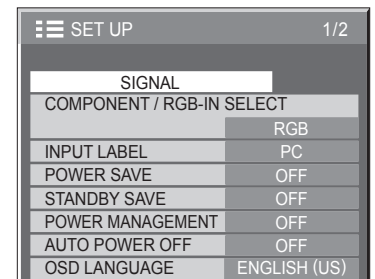 SET UP 1/2
SIGNAL
COMPONENT / RGB-IN SELECT
RGB
INPUT LABEL PC
POWER SAVE OFF
STANDBY SAVE OFF
POWER MANAGEMENT OFF
AUTO POWER OFF OFF
OSD LANGUAGE ENGLISH (US)